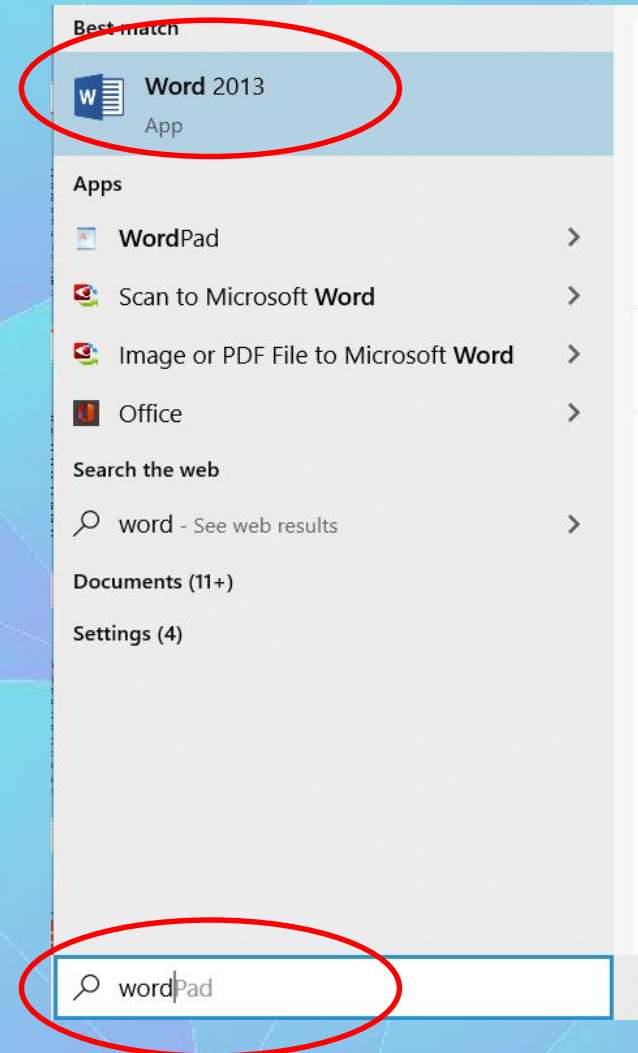 Best match
Word 2013
App
Apps
WordPad
Scan to Microsoft Word
Image or PDF File to Microsoft Word
Office
Search the web
word - See web results
Documents (11+)
Settings (4)
wordPad